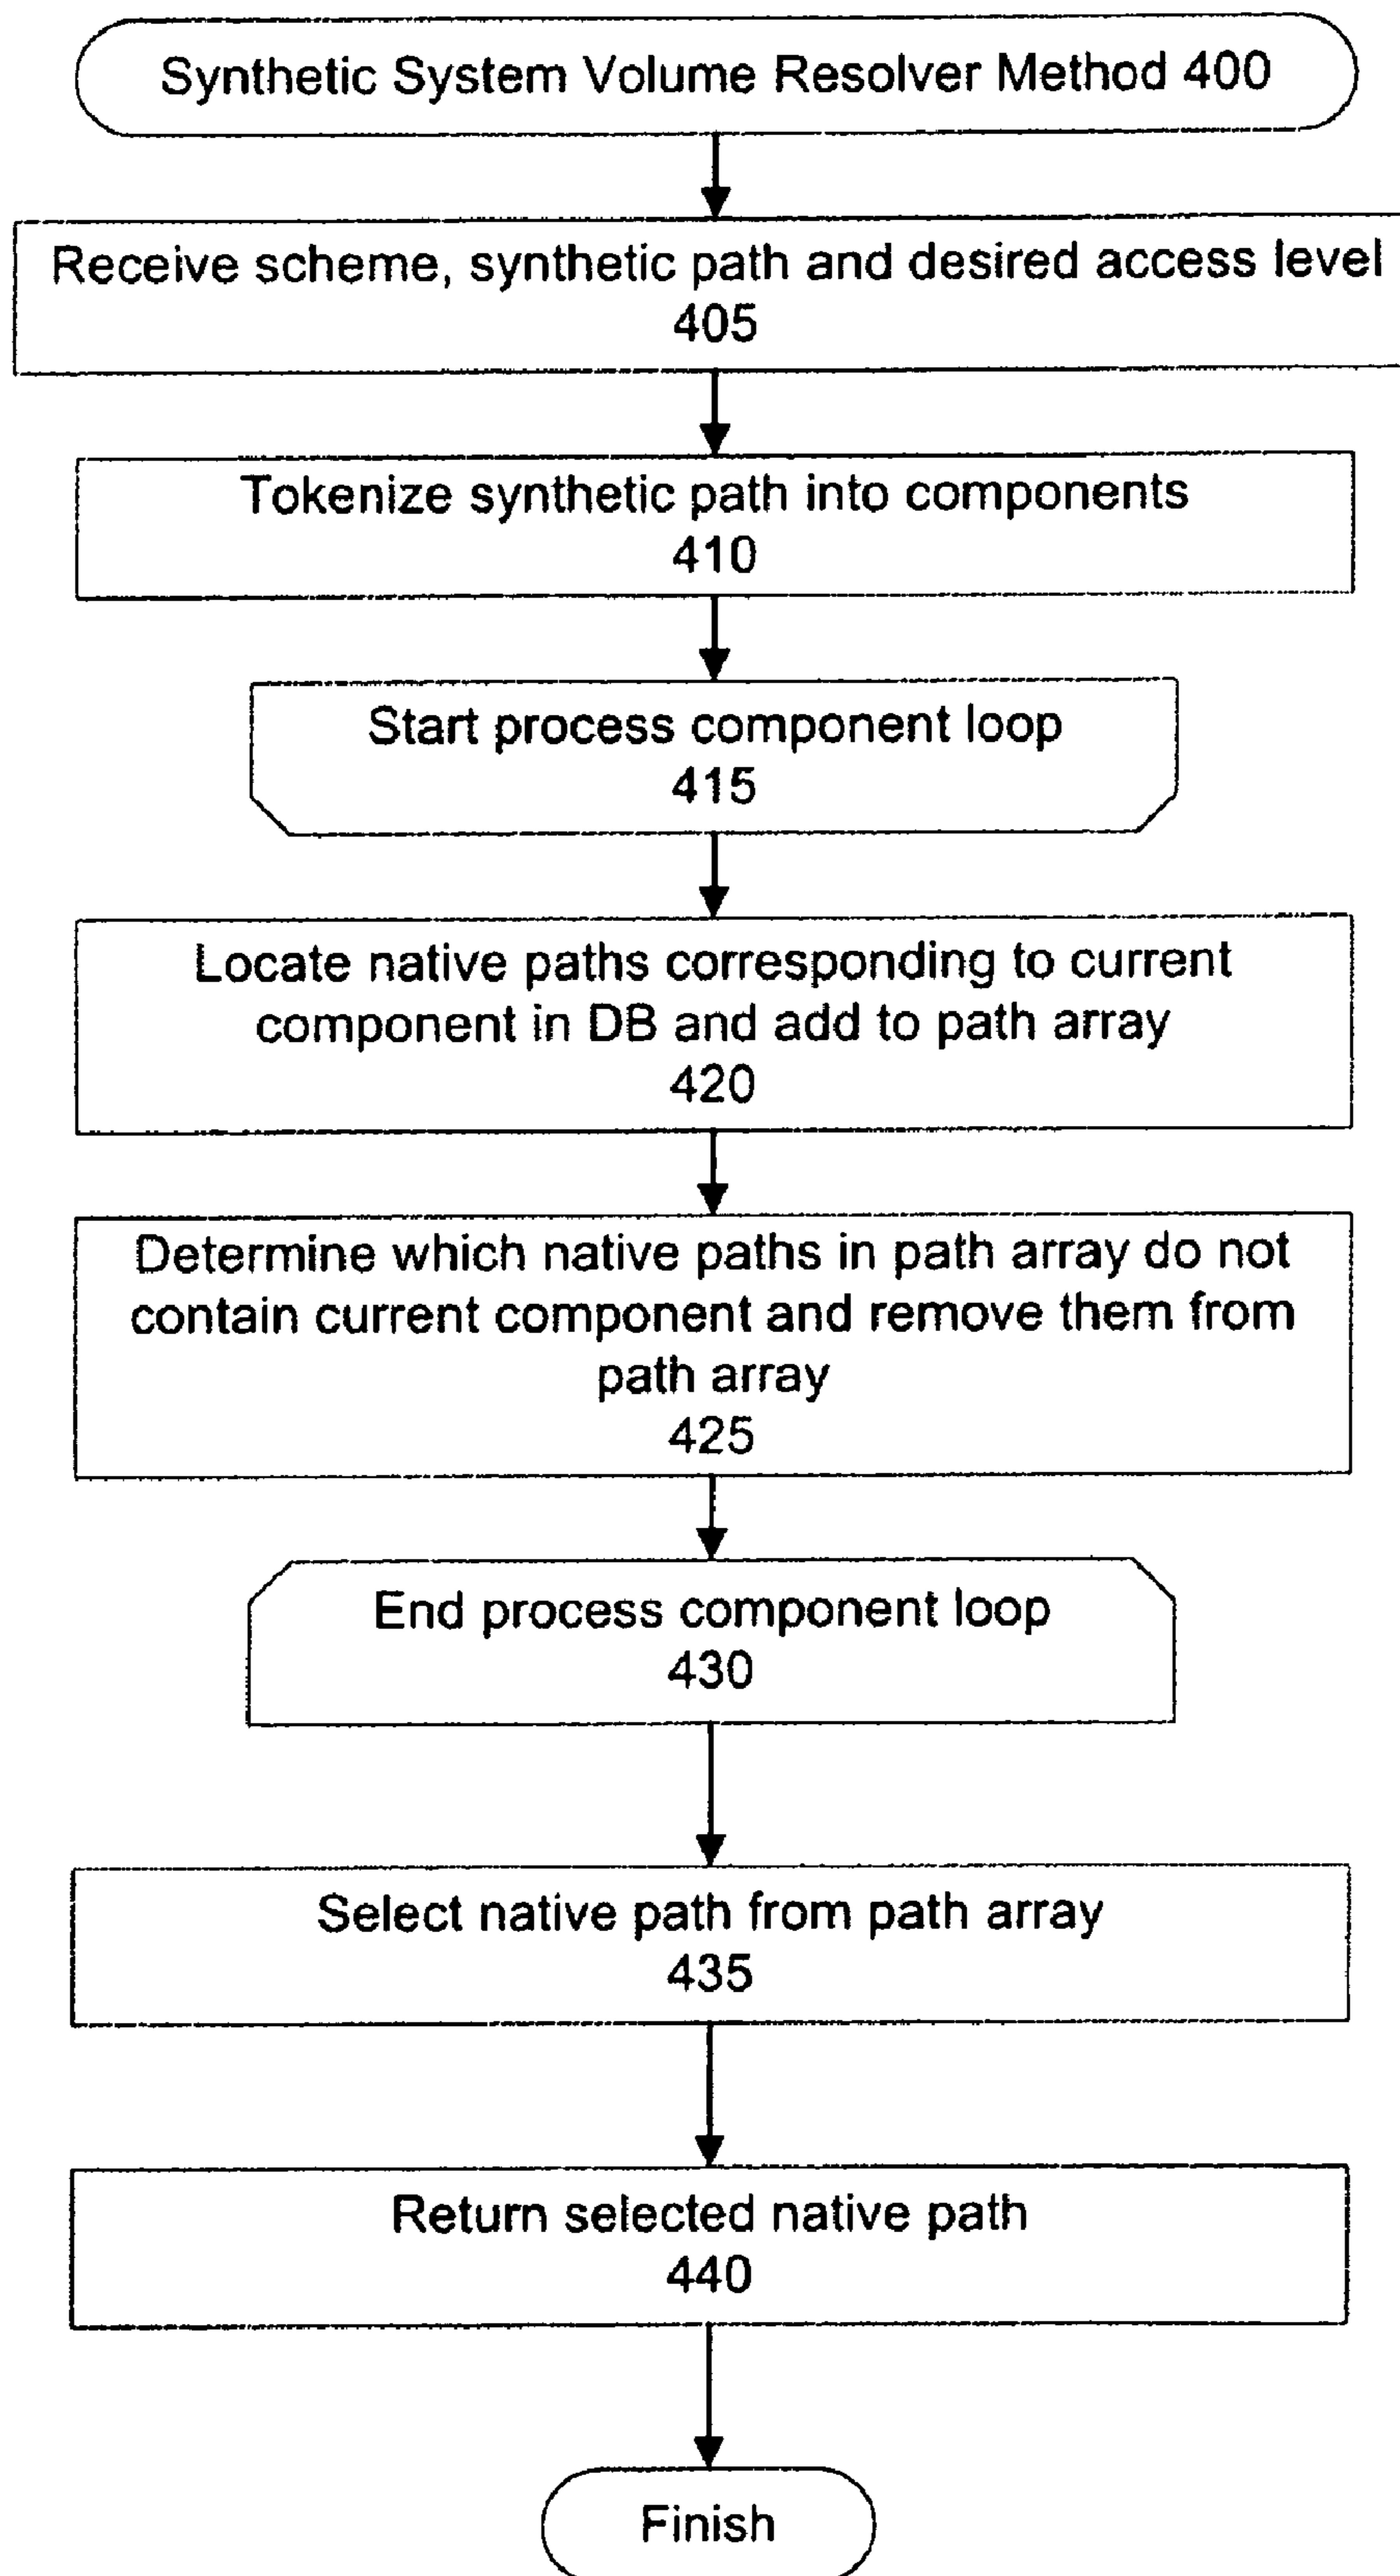 Synthetic System Volume Resolver Method 400
Receive scheme, synthetic path and desired access level
405
Tokenize synthetic path into components
410
Start process component loop
415
Locate native paths corresponding to current
component in DB and add to path array
420
Determine which native paths in path array do not
contain current component and remove them from
path array
425
End process component loop
430
Select native path from path array
435
Return selected native path
440
Finish